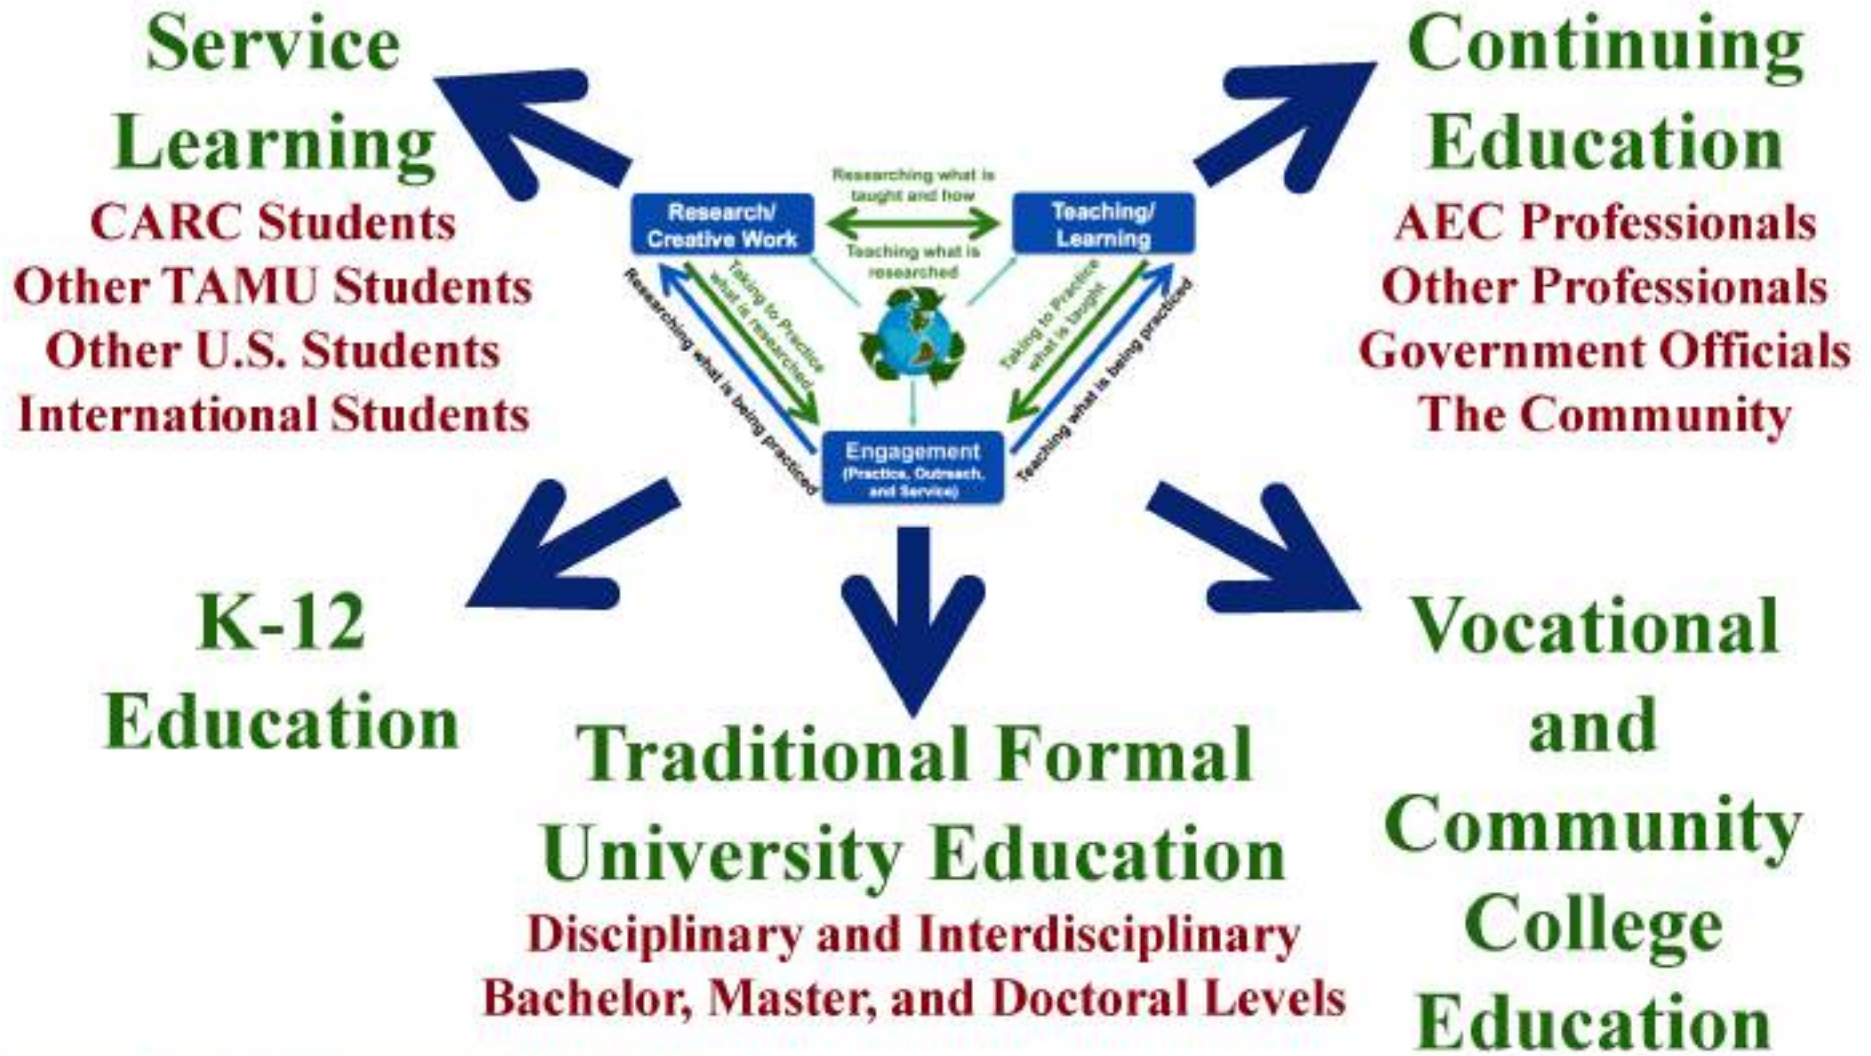 Service
Learning
CARC Students
Other TAMU Students
Other U.S. Students
International Students
Continuing
Education
AEC Professionals
Other Professionals
Government Officials
The Community
Researching what is
taught and how
Research/
Creative Work
Teaching/
Learning
Teaching what is
researched
Researching what is being practiced
Taking to Practice
what is researched
Taking to Practice
what is taught
Teaching what is being practiced
Engagement
(Practice, Outreach,
and Service)
K-12
Education
Traditional Formal
University Education
Disciplinary and Interdisciplinary
Bachelor, Master, and Doctoral Levels
Vocational
and
Community
College
Education